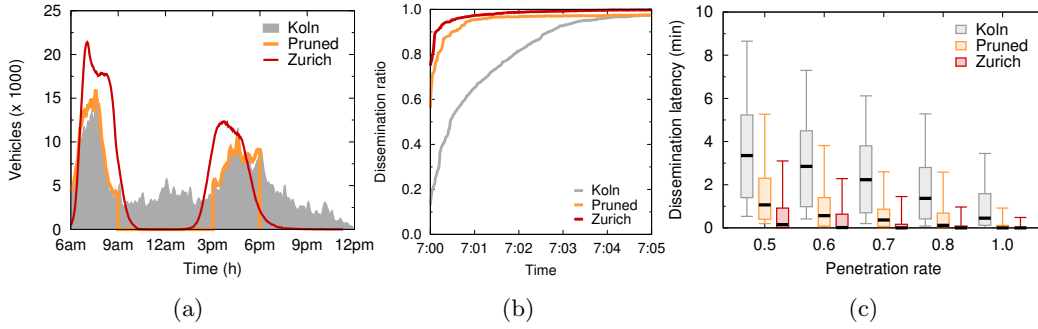 25
20
15
10
5
0
Vehicles (x 1000)
6am 9am 12am 3pm 6pm 9pm 12pm
Time (h)
Koln
Pruned
Zurich
(a)
1.0
0.8
0.6
0.4
0.2
0.0
Dissemination ratio
7:00 7:01 7:02 7:03 7:04 7:05
Time
Koln
Pruned
Zurich
(b)
10
8
6
4
2
0
Dissemination latency (min)
0.5 0.6 0.7 0.8 1.0
Penetration rate
Koln
Pruned
Zurich
(c)